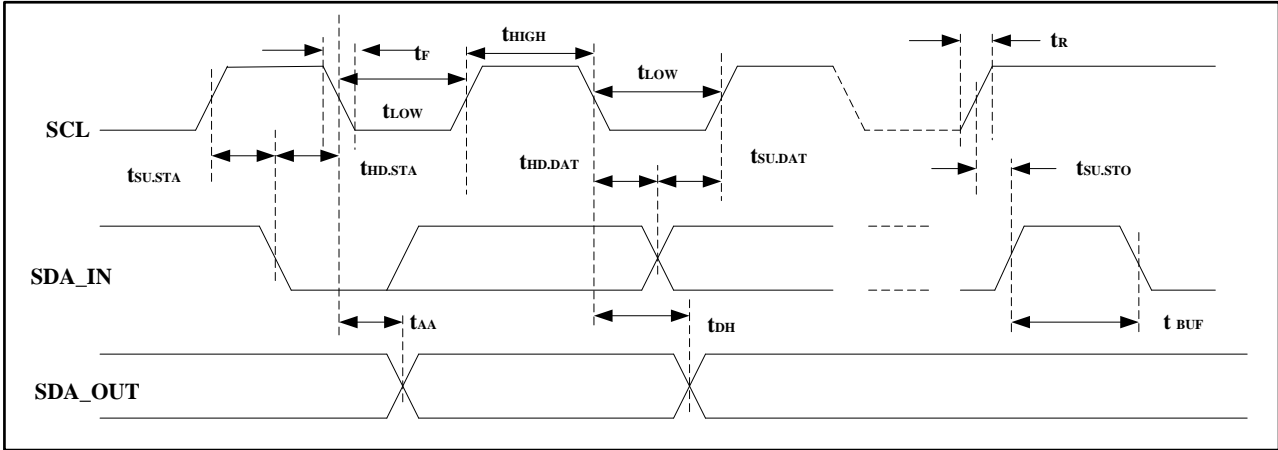 tHIGH
tF
tR
tLOW
tLOW
SCL
tSU.STA
tHD.STA
tHD.DAT
tSU.DAT
tSU.STO
SDA_IN
tAA
tDH
t BUF
SDA_OUT